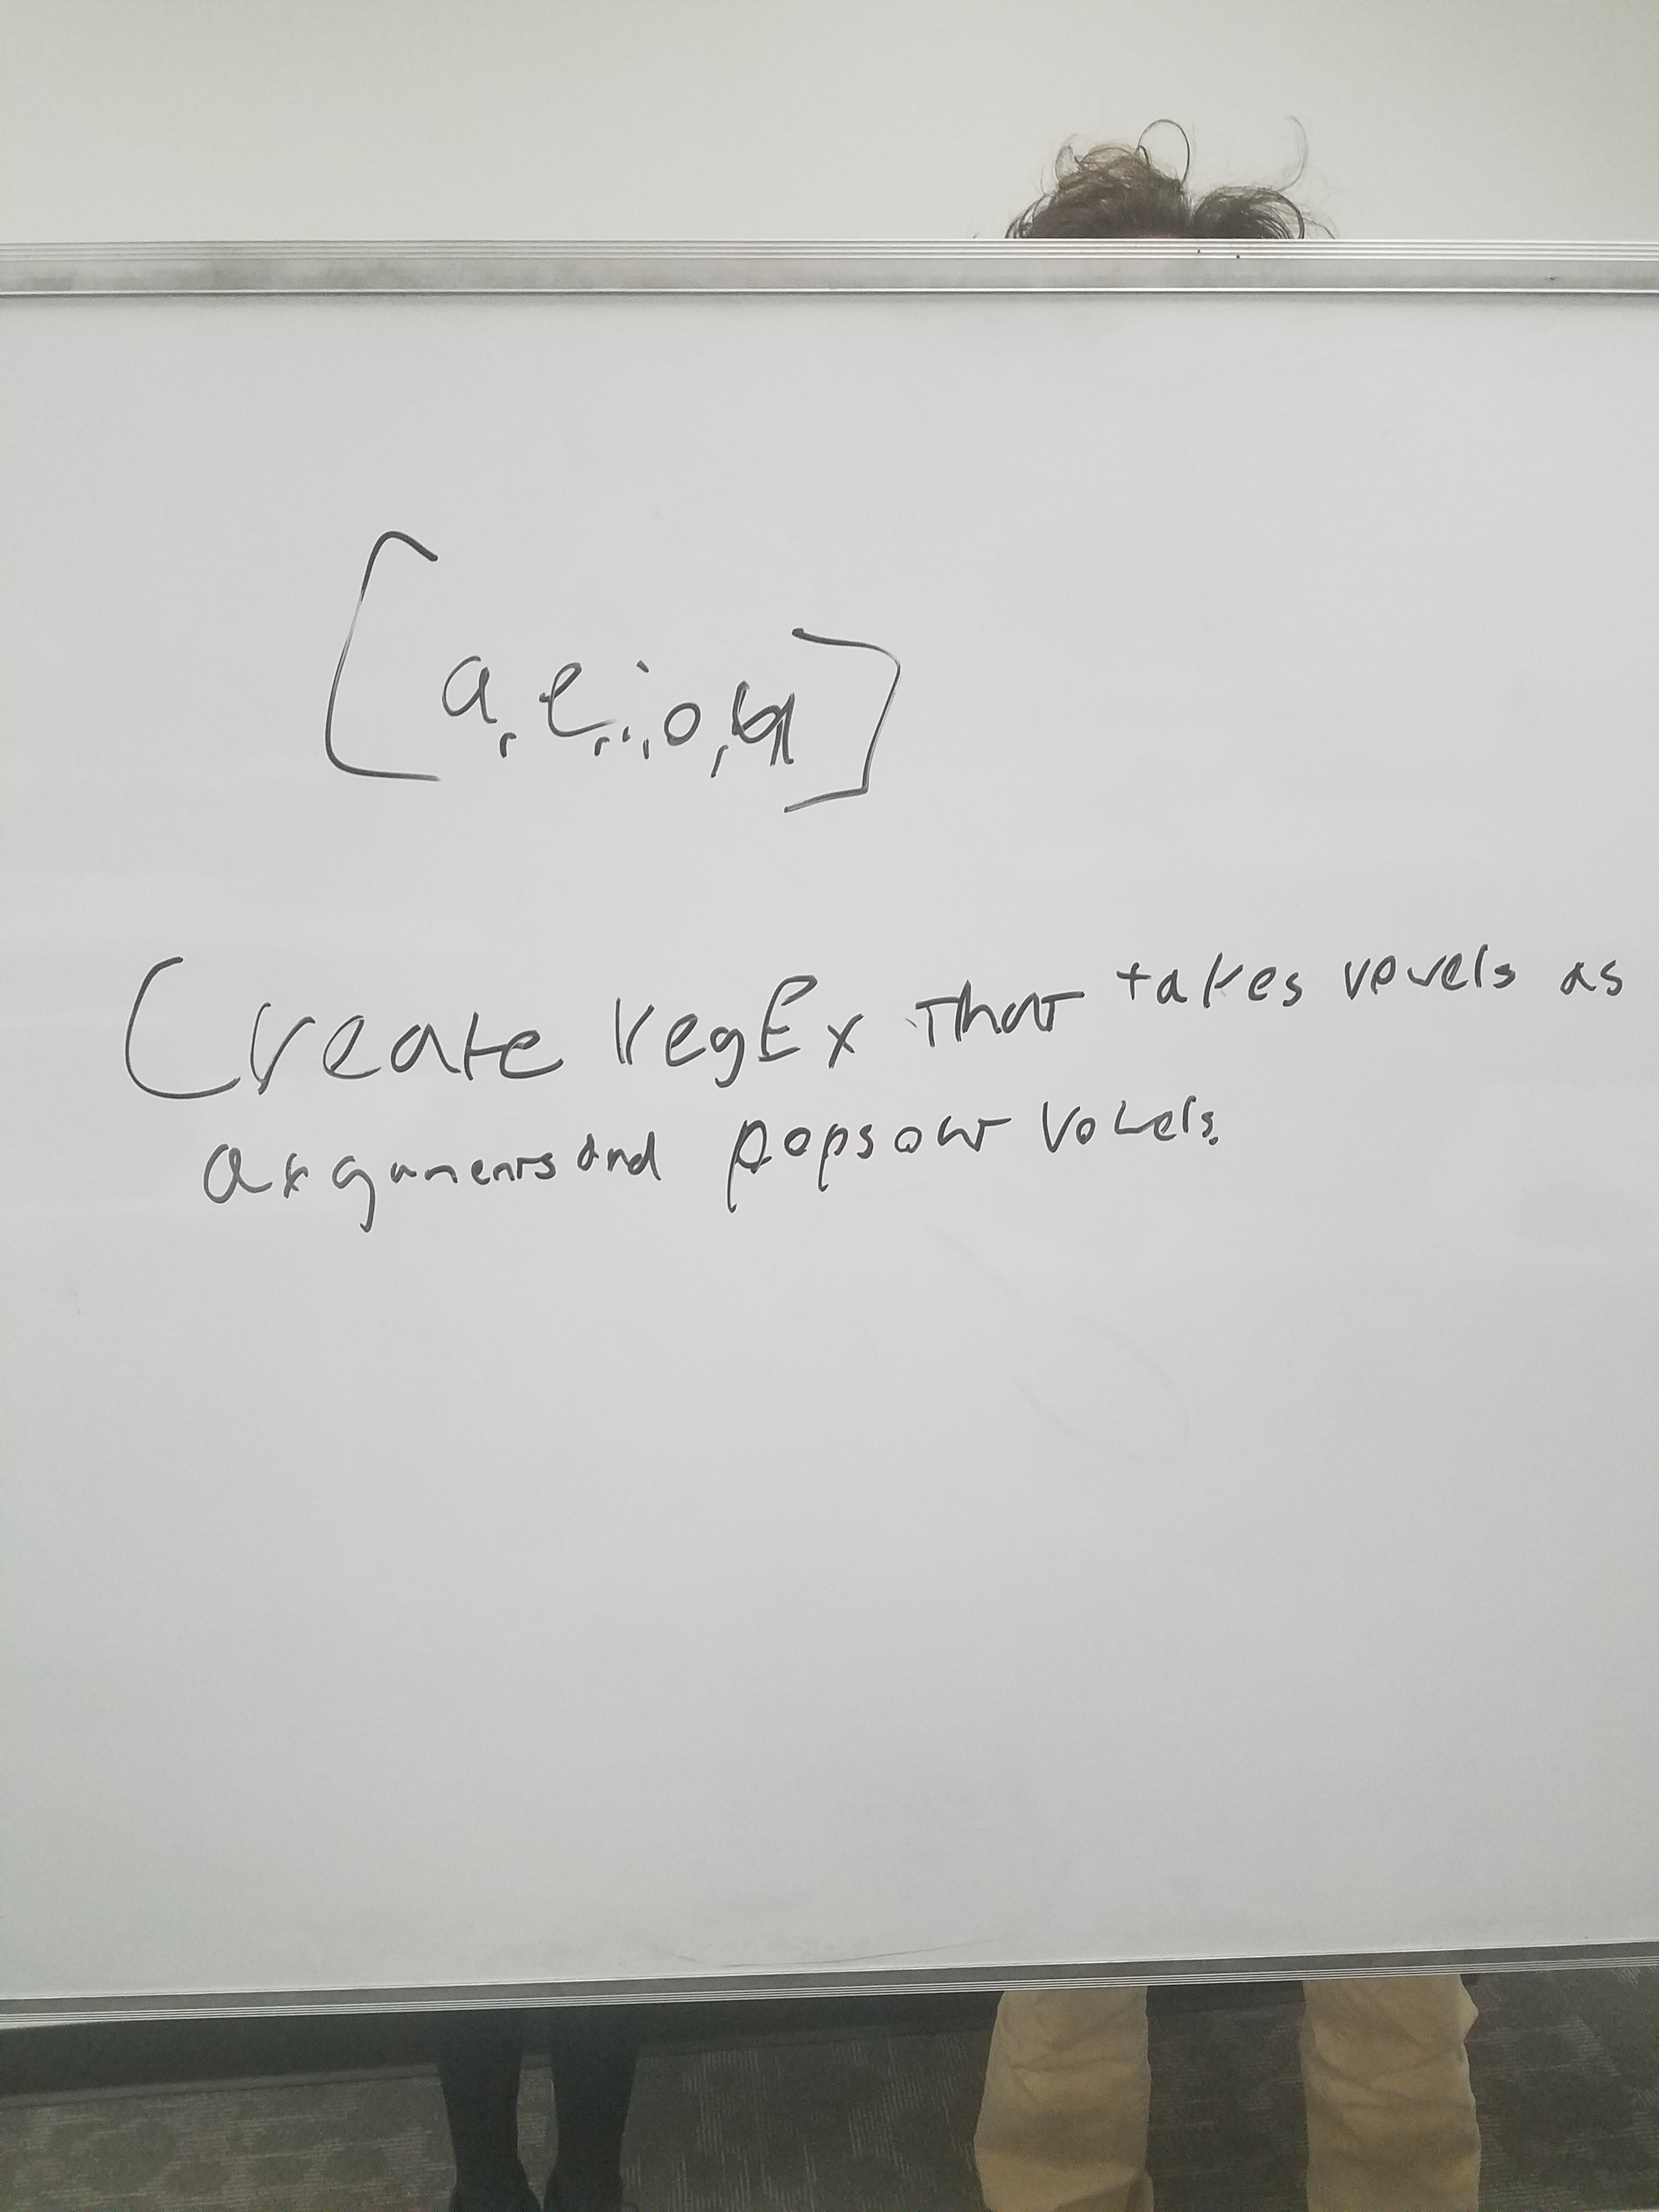 [a, e, i, o, u]
Create regEx that takes vowels as
arguments and pops out vowels.